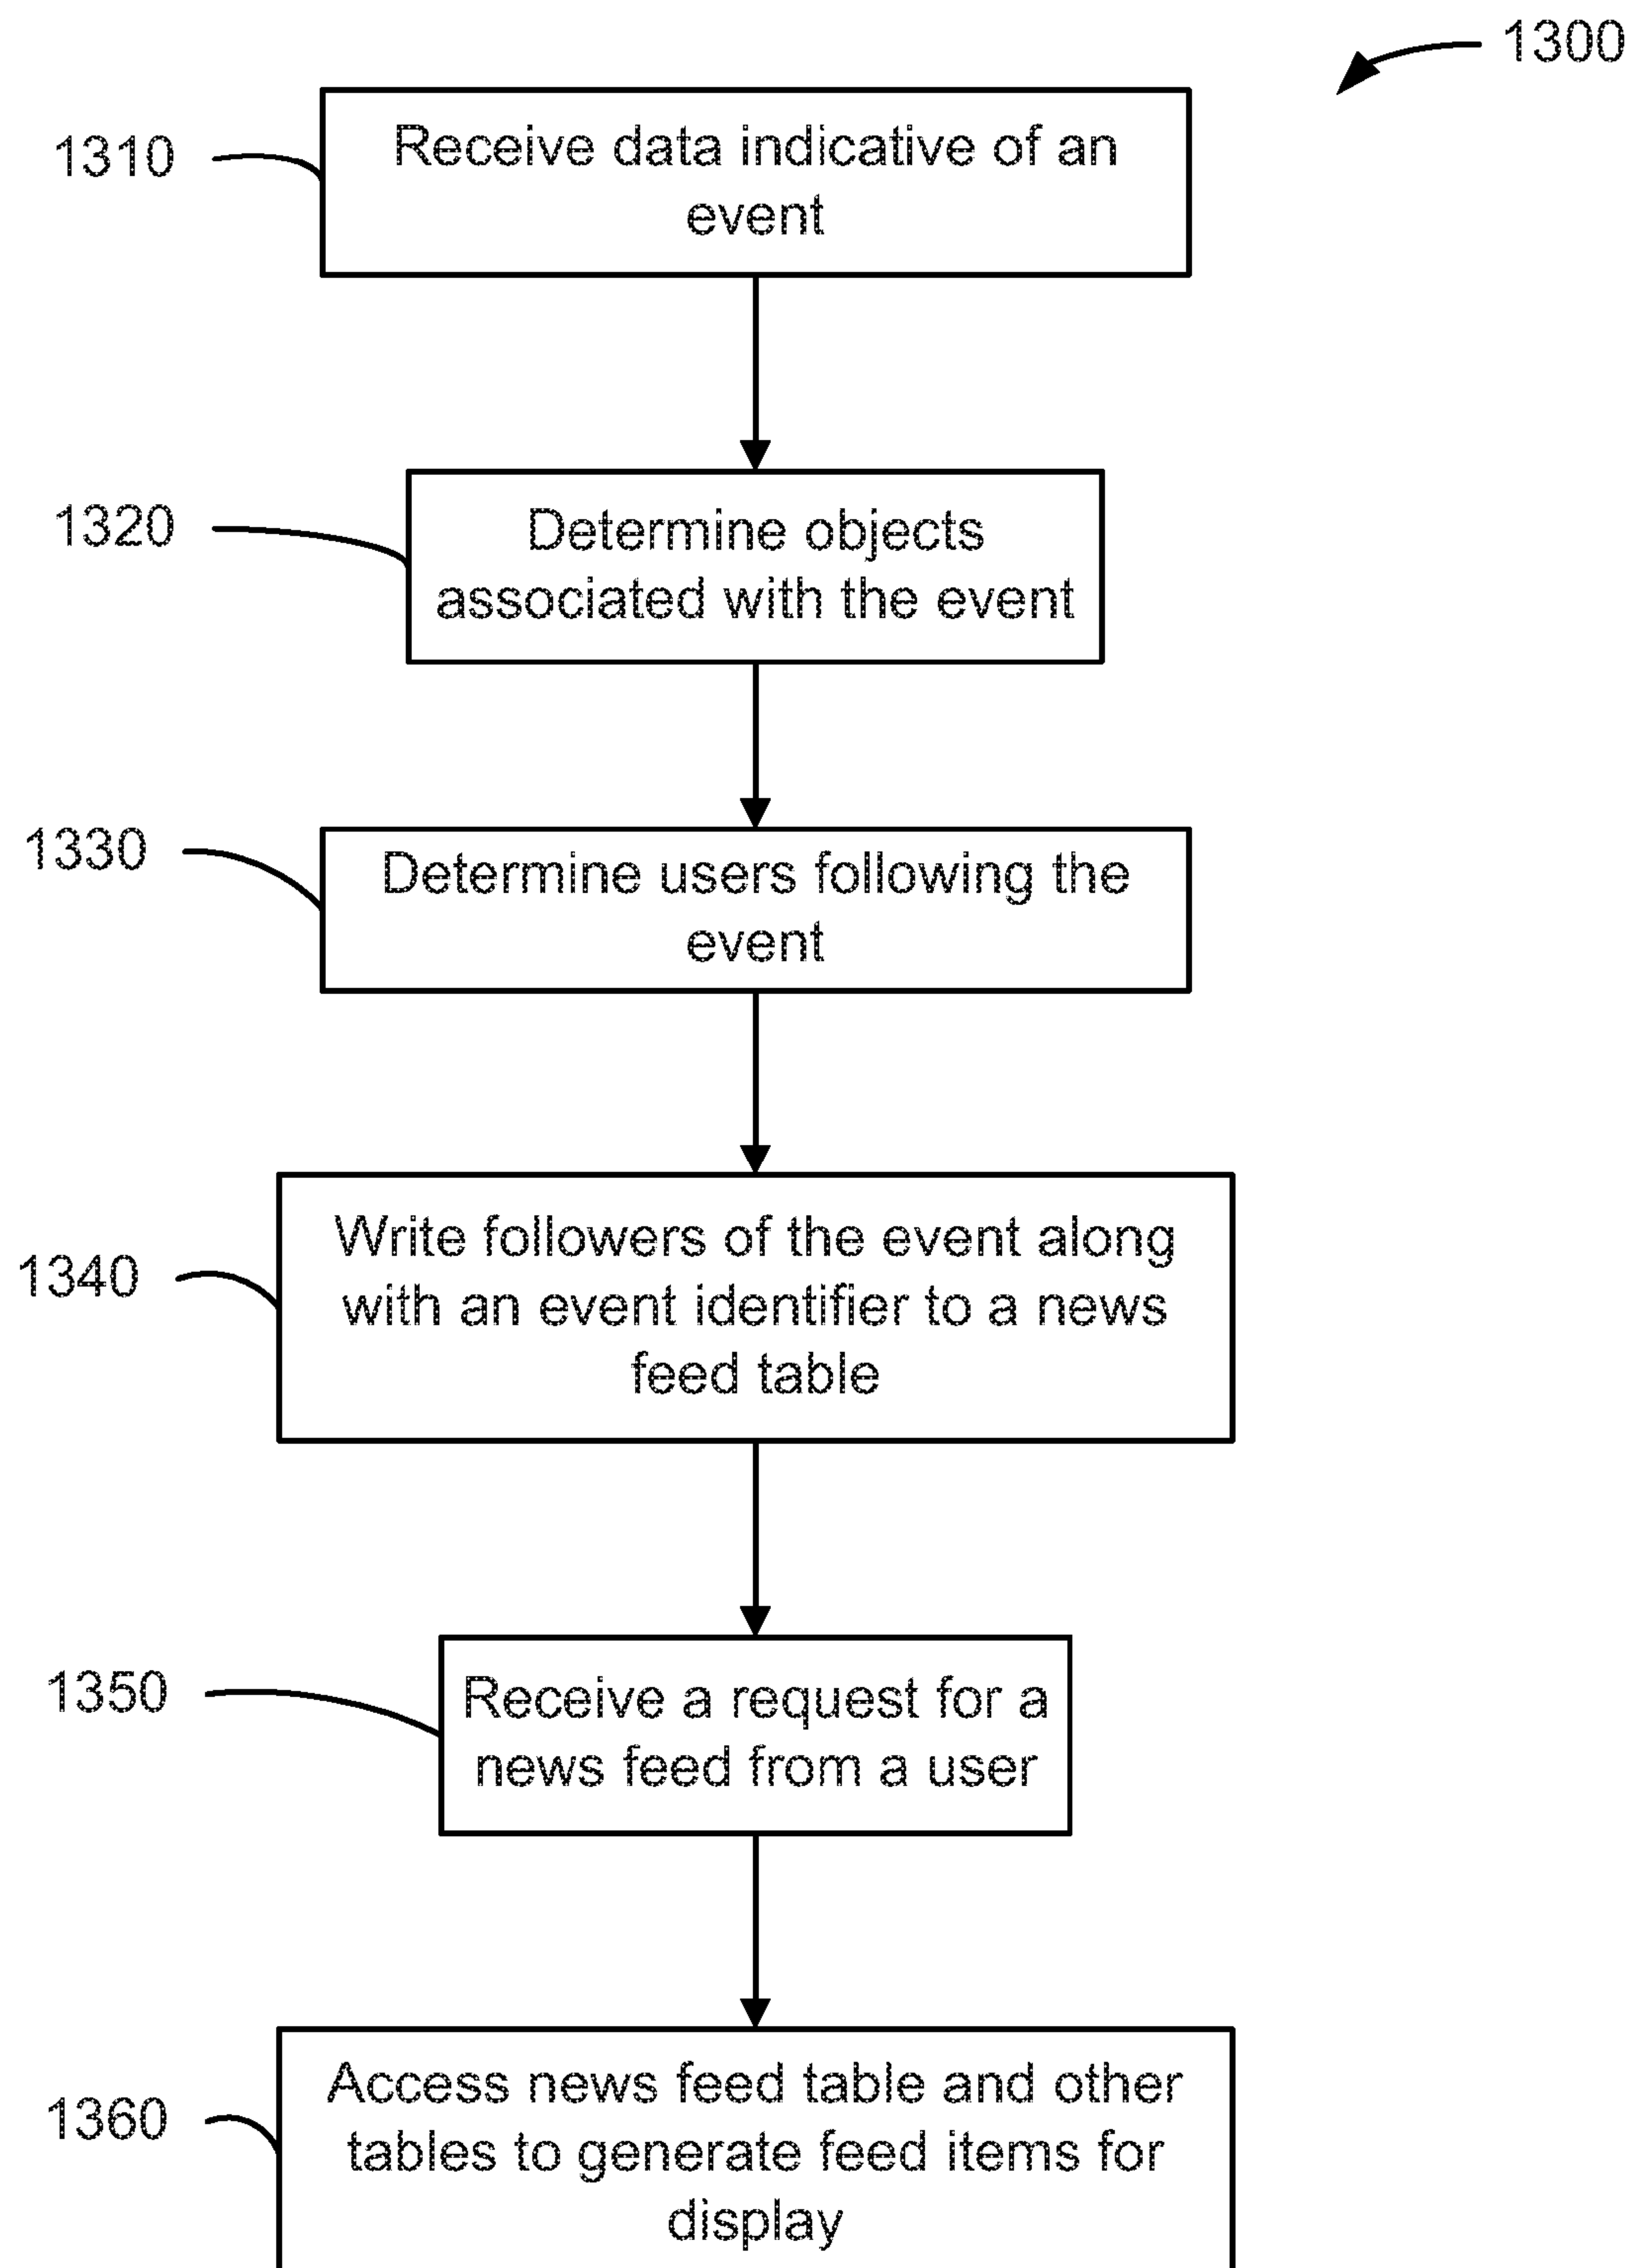 1300
1310
Receive data indicative of an
event
1320
Determine objects
associated with the event
1330
Determine users following the
event
1340
Write followers of the event along
with an event identifier to a news
feed table
1350
Receive a request for a
news feed from a user
1360
Access news feed table and other
tables to generate feed items for
display